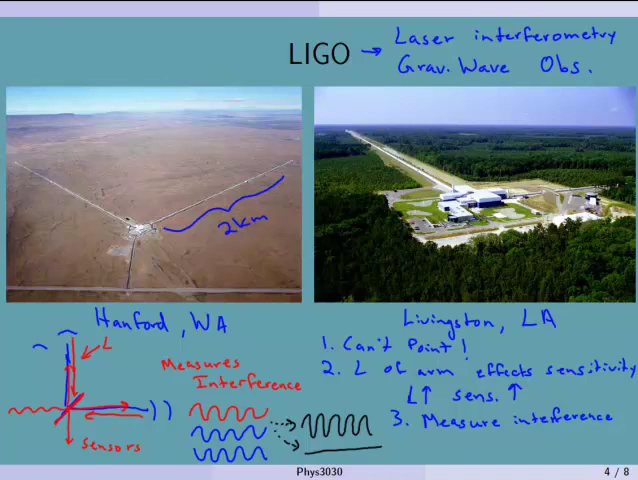 LIGO → Laser interferometry
Grav. Wave Obs.
2km
Hanford, WA
Livingston, LA
L
sensors
Measures
Interference
1. Can't Point!
2. L of arm effects sensitivity
L↑ sens. ↑
3. Measure interference
Phys3030
4 / 8